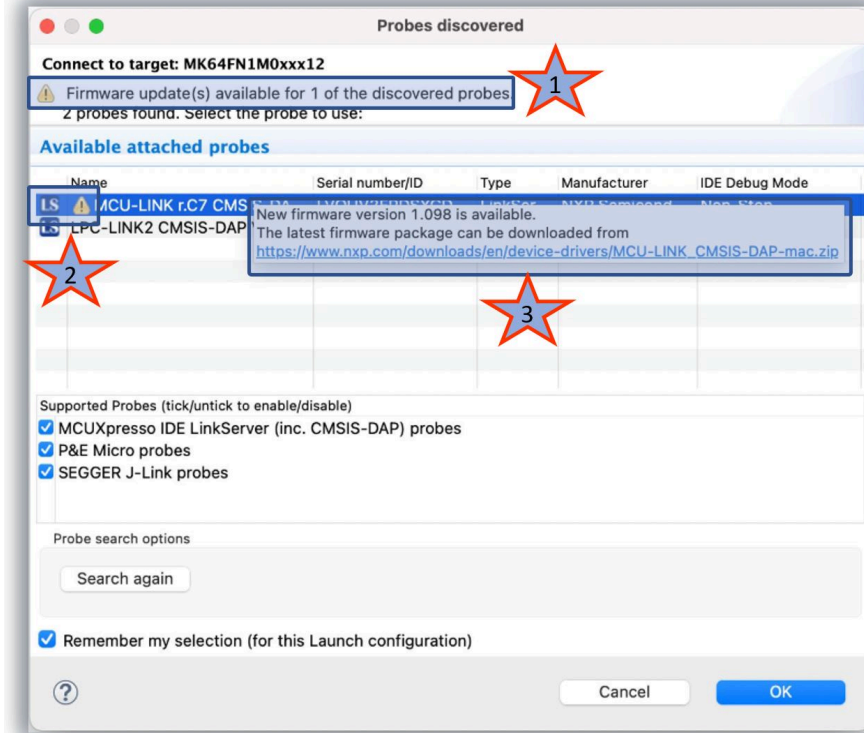 Probes discovered
Connect to target: MK64FN1M0xxx12
Firmware update(s) available for 1 of the discovered probes.
1
2 probes found. Select the probe to use:
Available attached probes
Name Serial number/ID Type Manufacturer IDE Debug Mode
LS MCU-LINK r.C7 CMSIS-DA
LS LPC-LINK2 CMSIS-DAP
New firmware version 1.098 is available.
The latest firmware package can be downloaded from
https://www.nxp.com/downloads/en/device-drivers/MCU-LINK_CMSIS-DAP-mac.zip
2
3
Supported Probes (tick/untick to enable/disable)
MCUXpresso IDE LinkServer (inc. CMSIS-DAP) probes
P&E Micro probes
SEGGER J-Link probes
Probe search options
Search again
Remember my selection (for this Launch configuration)
? Cancel OK